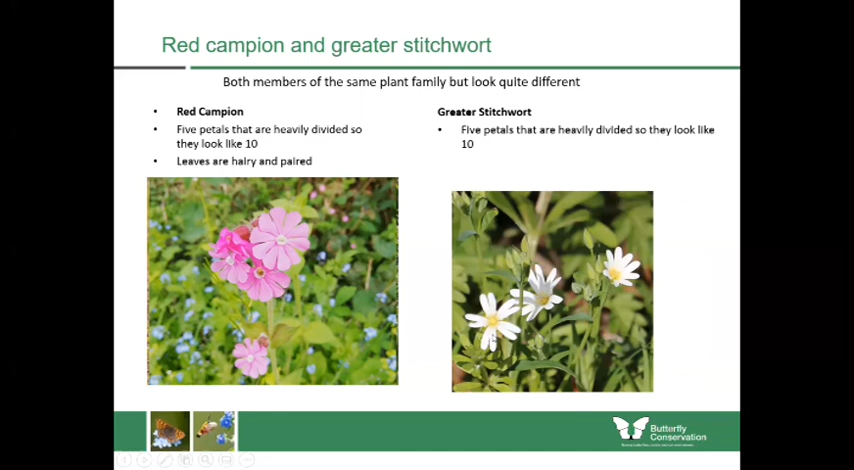 Red campion and greater stitchwort
Both members of the same plant family but look quite different
• Red Campion
• Five petals that are heavily divided so
they look like 10
• Leaves are hairy and paired
Greater Stitchwort
• Five petals that are heavily divided so they look like
10
Butterfly
Conservation